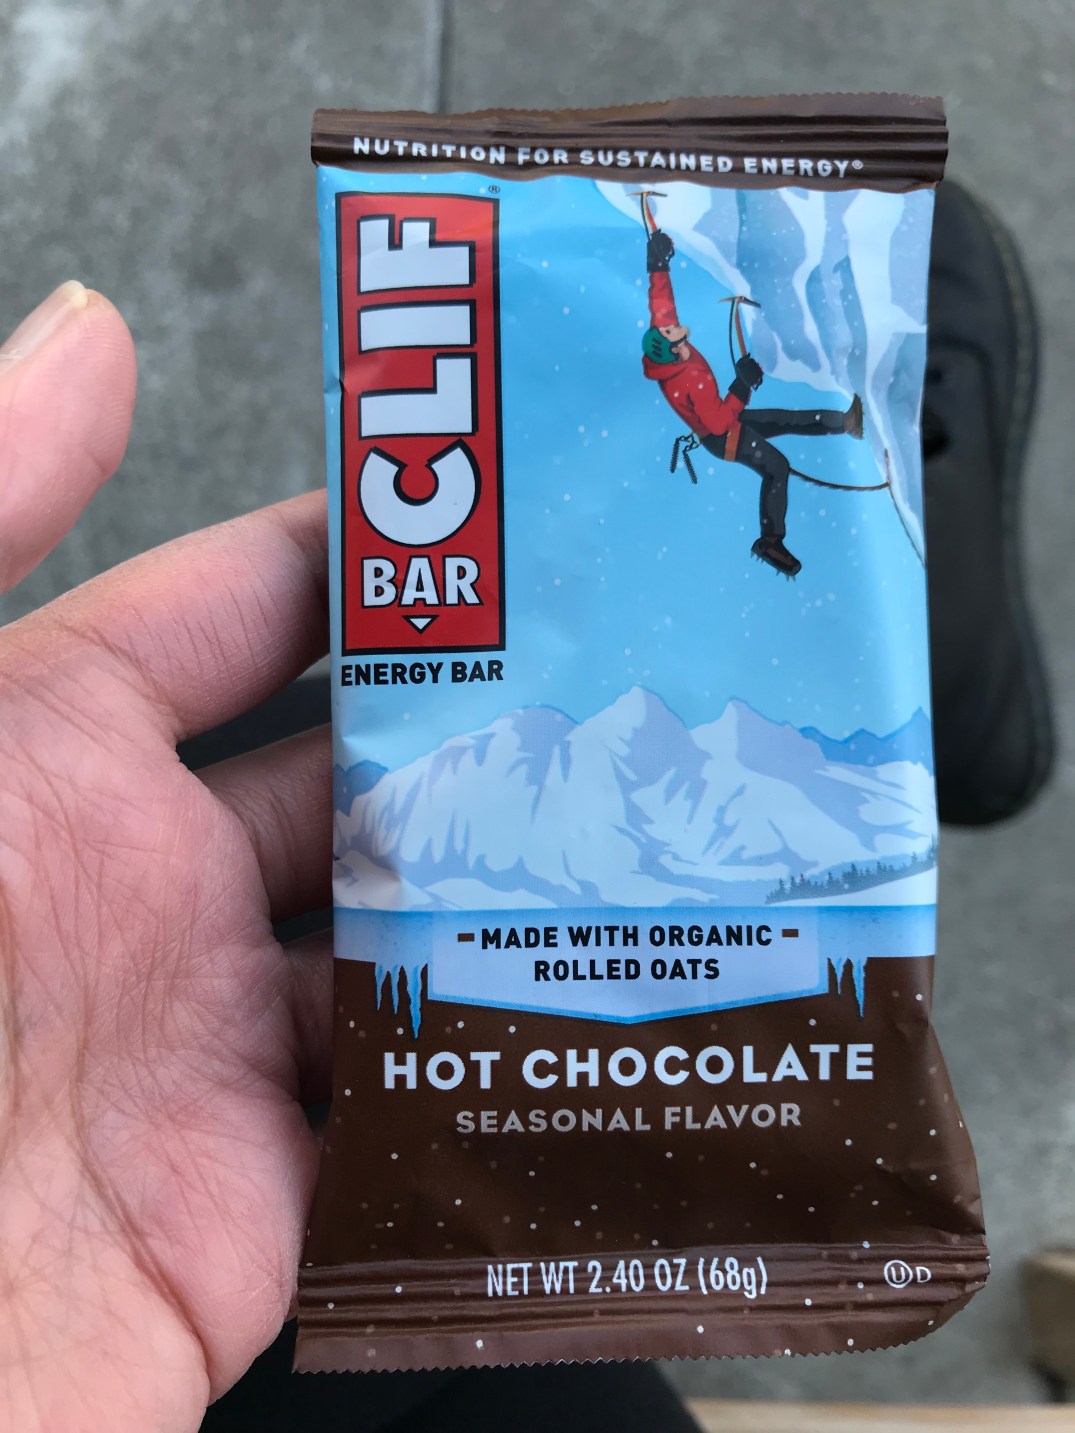 NUTRITION FOR SUSTAINED ENERGY®
CLIF®
BAR
ENERGY BAR
MADE WITH ORGANIC
ROLLED OATS
HOT CHOCOLATE
SEASONAL FLAVOR
NET WT 2.40 OZ (68g)
Ⓤ D